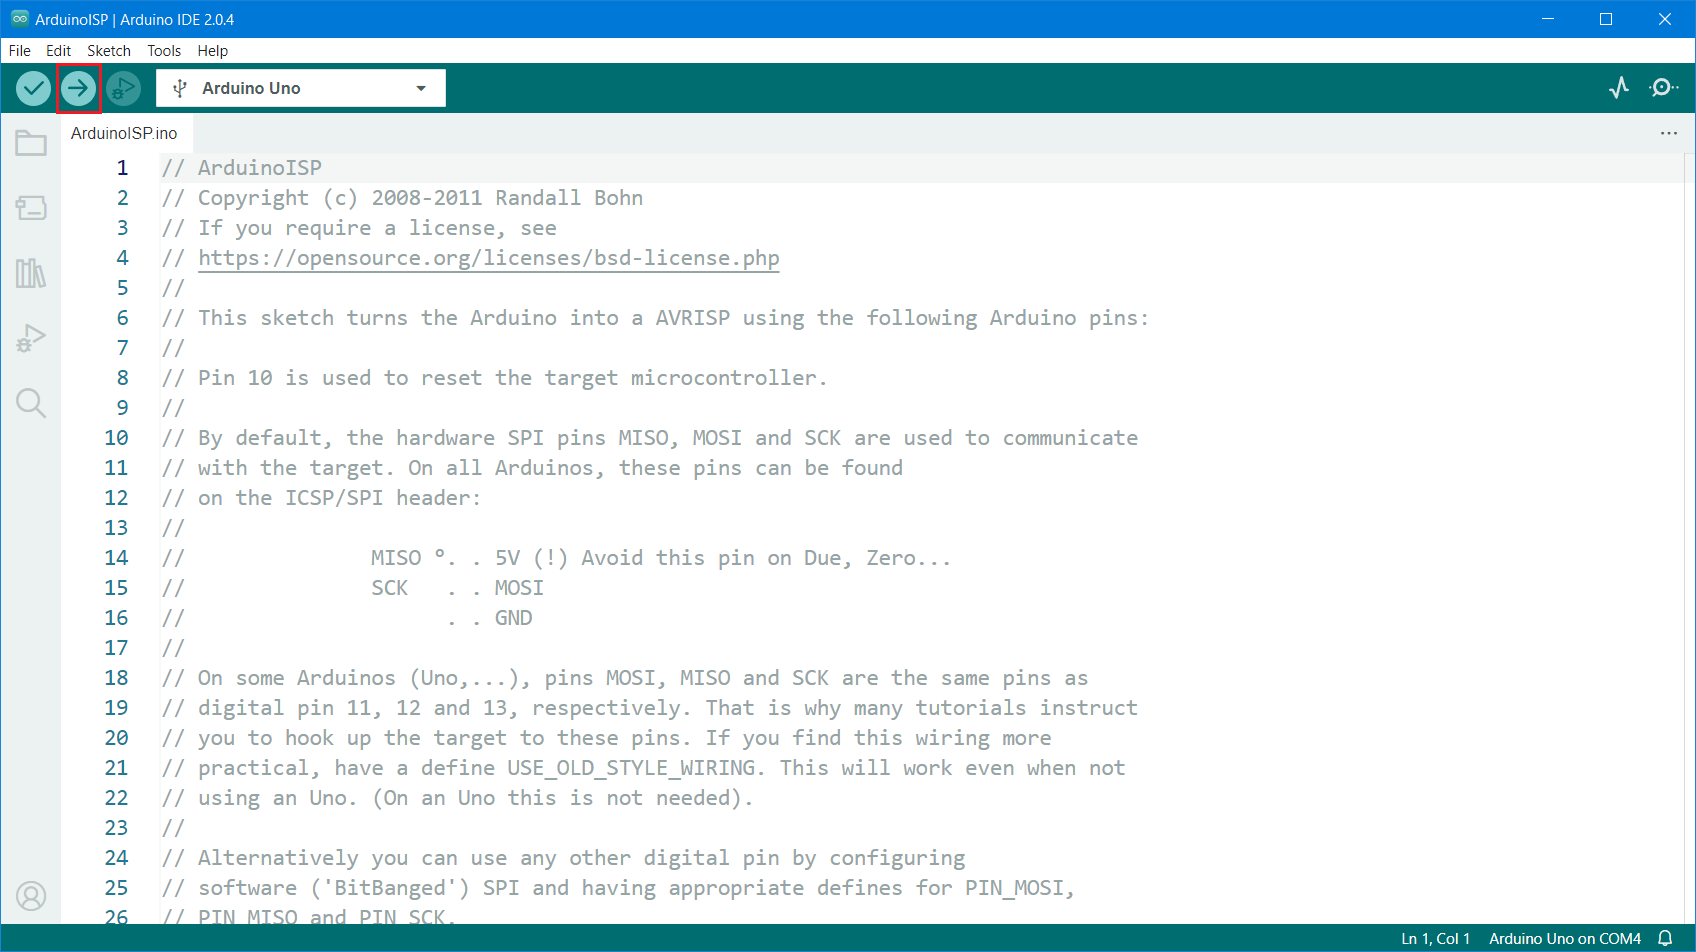 ArduinoISP | Arduino IDE 2.0.4
File Edit Sketch Tools Help
Arduino Uno
ArduinoISP.ino
1 // ArduinoISP
2 // Copyright (c) 2008-2011 Randall Bohn
3 // If you require a license, see
4 // https://opensource.org/licenses/bsd-license.php
5 //
6 // This sketch turns the Arduino into a AVRISP using the following Arduino pins:
7 //
8 // Pin 10 is used to reset the target microcontroller.
9 //
10 // By default, the hardware SPI pins MISO, MOSI and SCK are used to communicate
11 // with the target. On all Arduinos, these pins can be found
12 // on the ICSP/SPI header:
13 //
14 //               MISO °. . 5V (!) Avoid this pin on Due, Zero...
15 //               SCK   . . MOSI
16 //                     . . GND
17 //
18 // On some Arduinos (Uno,...), pins MOSI, MISO and SCK are the same pins as
19 // digital pin 11, 12 and 13, respectively. That is why many tutorials instruct
20 // you to hook up the target to these pins. If you find this wiring more
21 // practical, have a define USE_OLD_STYLE_WIRING. This will work even when not
22 // using an Uno. (On an Uno this is not needed).
23 //
24 // Alternatively you can use any other digital pin by configuring
25 // software ('BitBanged') SPI and having appropriate defines for PIN_MOSI,
26 // PIN_MISO and PIN_SCK.
Ln 1, Col 1 Arduino Uno on COM4